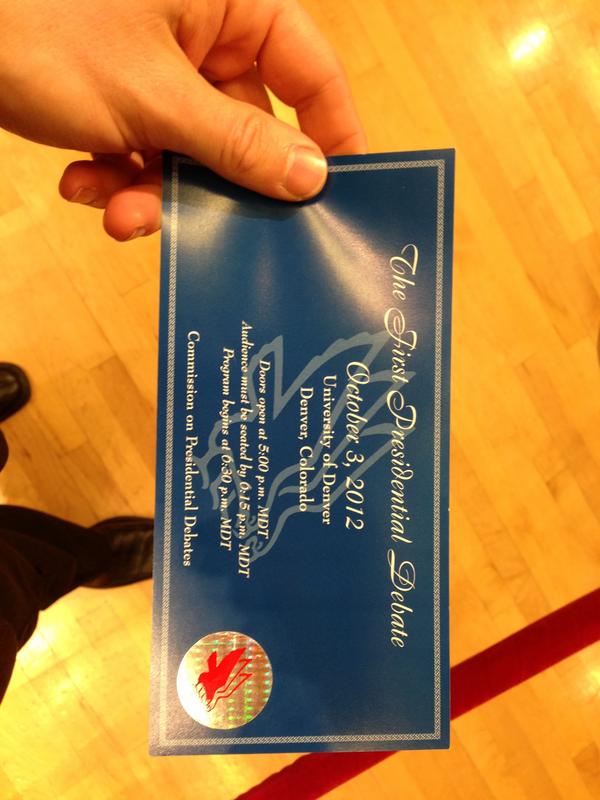 The First Presidential Debate
October 3, 2012
University of Denver
Denver, Colorado
Doors open at 5:00 p.m. MDT
Audience must be seated by 6:15 p.m. MDT
Program begins at 6:30 p.m. MDT
Commission on Presidential Debates